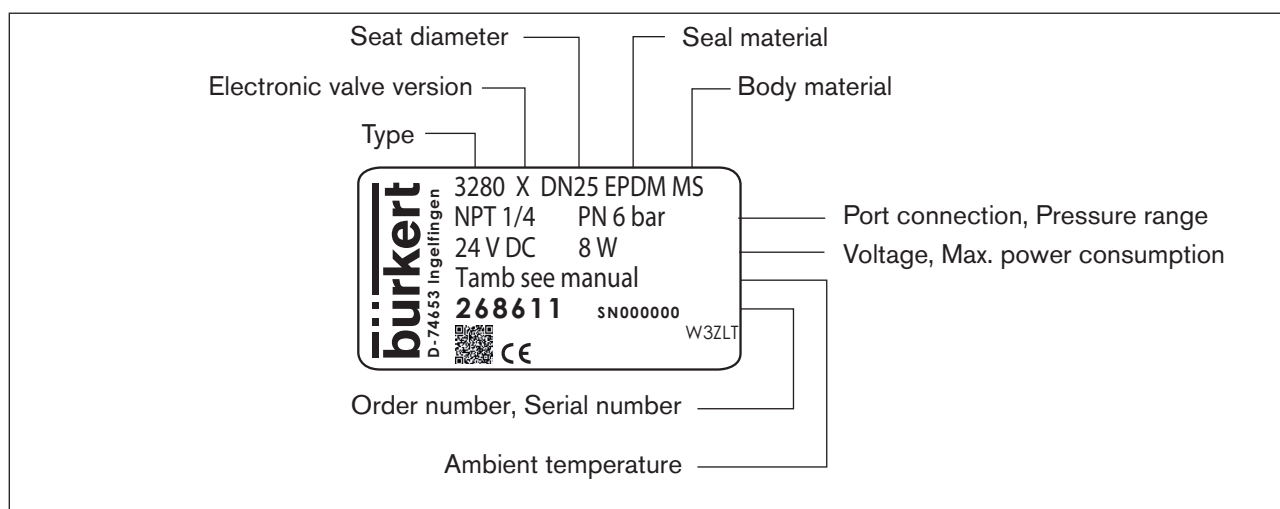 Seat diameter Seal material
Electronic valve version Body material
Type
bürkert
D-74653 Ingelfingen
3280 X DN25 EPDM MS
NPT 1/4 PN 6 bar
24 V DC 8 W
Tamb see manual
268611 SN000000
W3ZLT
CE
Port connection, Pressure range
Voltage, Max. power consumption
Order number, Serial number
Ambient temperature